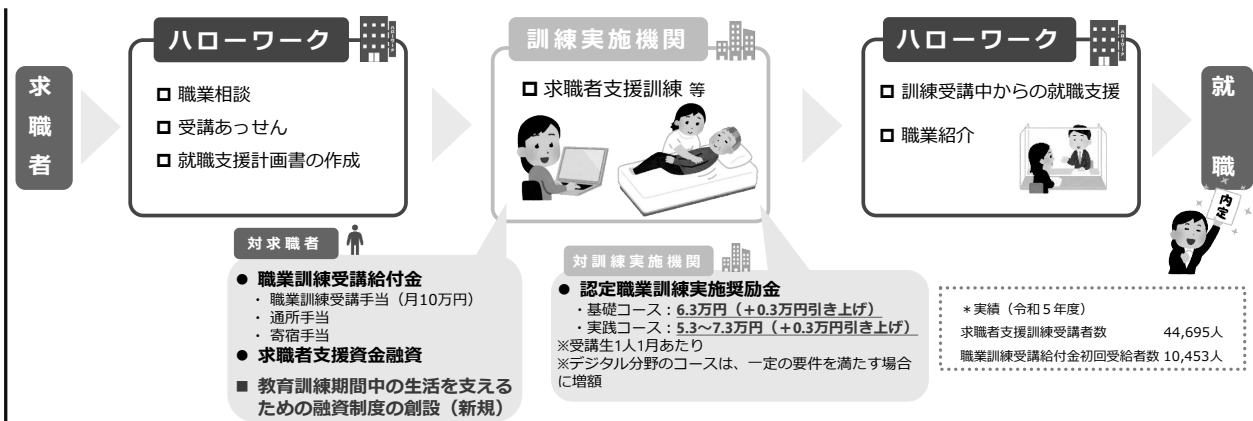 求職者
ハローワーク
ハローワーク
職業相談
受講あっせん
就職支援計画書の作成
訓練実施機関
求職者支援訓練 等
ハローワーク
ハローワーク
訓練受講中からの就職支援
職業紹介
就職
内定
対求職者
● 職業訓練受講給付金
・ 職業訓練受講手当（月10万円）
・ 通所手当
・ 寄宿手当
● 求職者支援資金融資
■ 教育訓練期間中の生活を支える
ための融資制度の創設（新規）
対訓練実施機関
● 認定職業訓練実施奨励金
・基礎コース：6.3万円（＋0.3万円引き上げ）
・実践コース：5.3～7.3万円（＋0.3万円引き上げ）
※受講生1人1月あたり
※デジタル分野のコースは、一定の要件を満たす場合
に増額
＊実績（令和５年度）
求職者支援訓練受講者数 44,695人
職業訓練受講給付金初回受給者数 10,453人